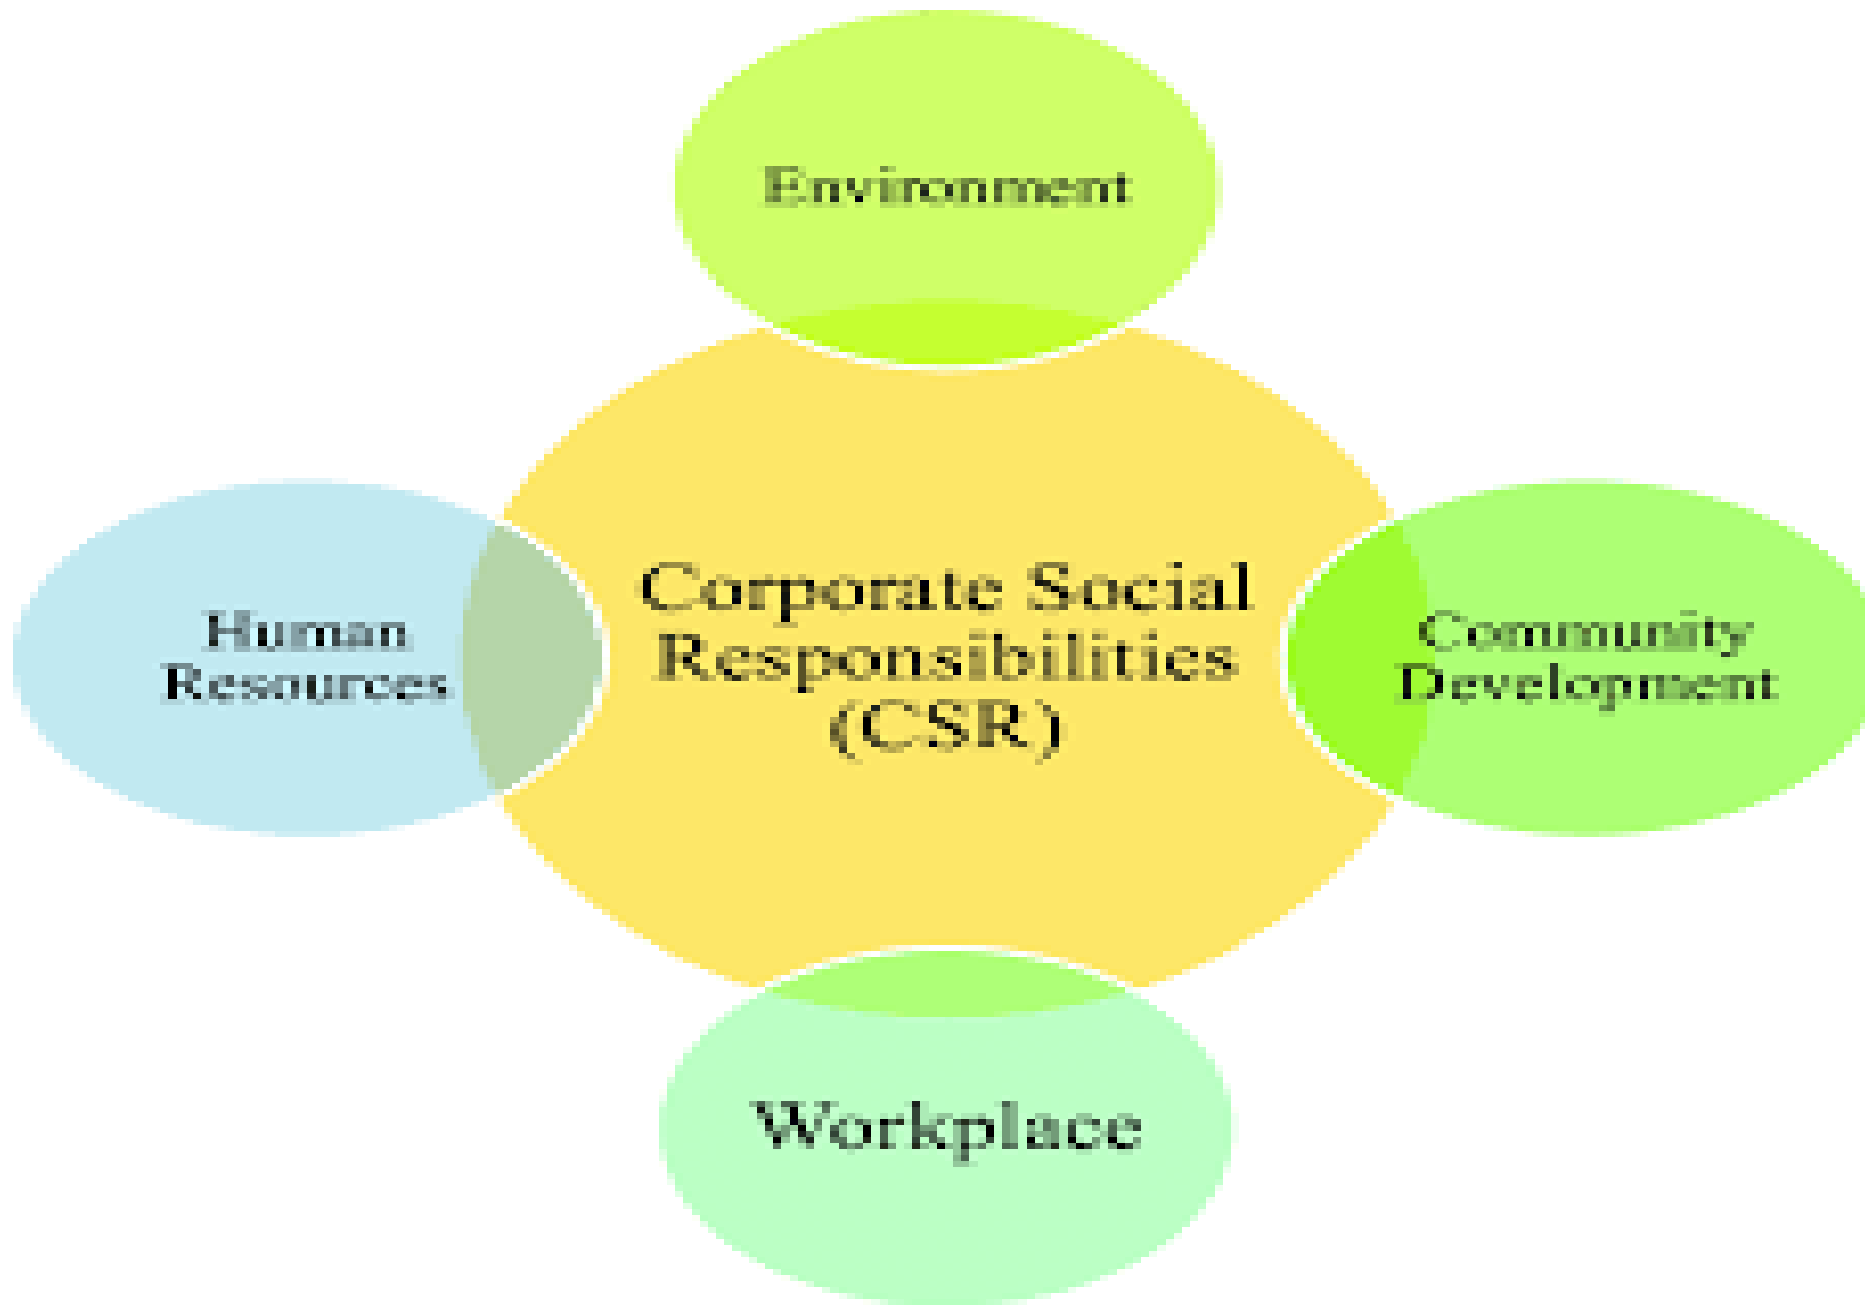 Environment
Human
Resources
Corporate Social
Responsibilities
(CSR)
Community
Development
Workplace